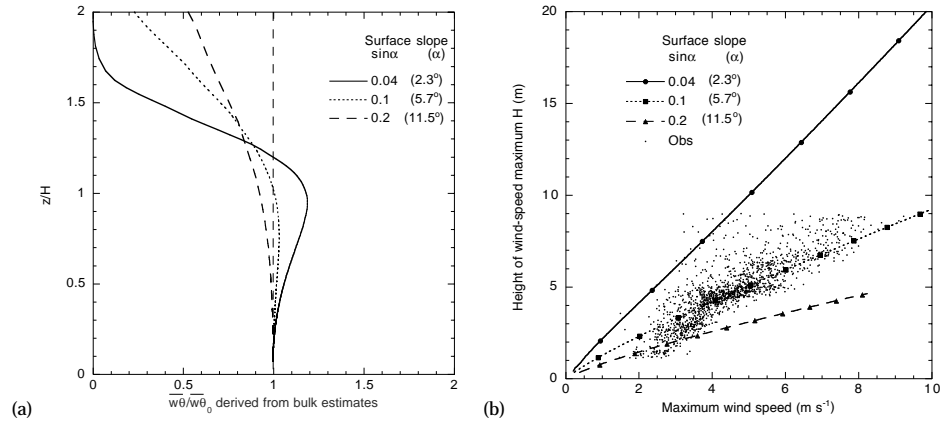 2
1.5
1
0.5
0
z/H
0 0.5 1 1.5 2
wθ/wθ₀ derived from bulk estimates
Surface slope
sinα (α)
0.04 (2.3°)
0.1 (5.7°)
0.2 (11.5°)
(a)
20
15
10
5
0
Height of wind-speed maximum H (m)
0 2 4 6 8 10
Maximum wind speed (m s⁻¹)
Surface slope
sinα (α)
0.04 (2.3°)
0.1 (5.7°)
0.2 (11.5°)
Obs
(b)